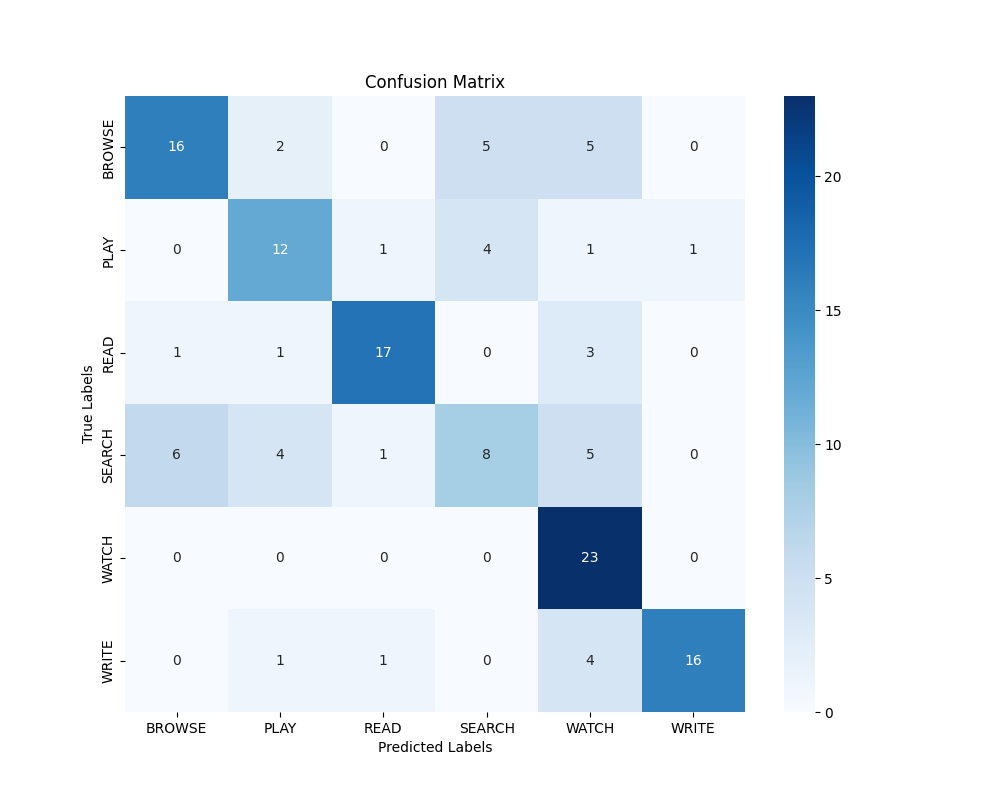 Confusion Matrix
True Labels
BROWSE 16 2 0 5 5 0
PLAY 0 12 1 4 1 1
READ 1 1 17 0 3 0
SEARCH 6 4 1 8 5 0
WATCH 0 0 0 0 23 0
WRITE 0 1 1 0 4 16
BROWSE PLAY READ SEARCH WATCH WRITE
Predicted Labels
20
15
10
5
0